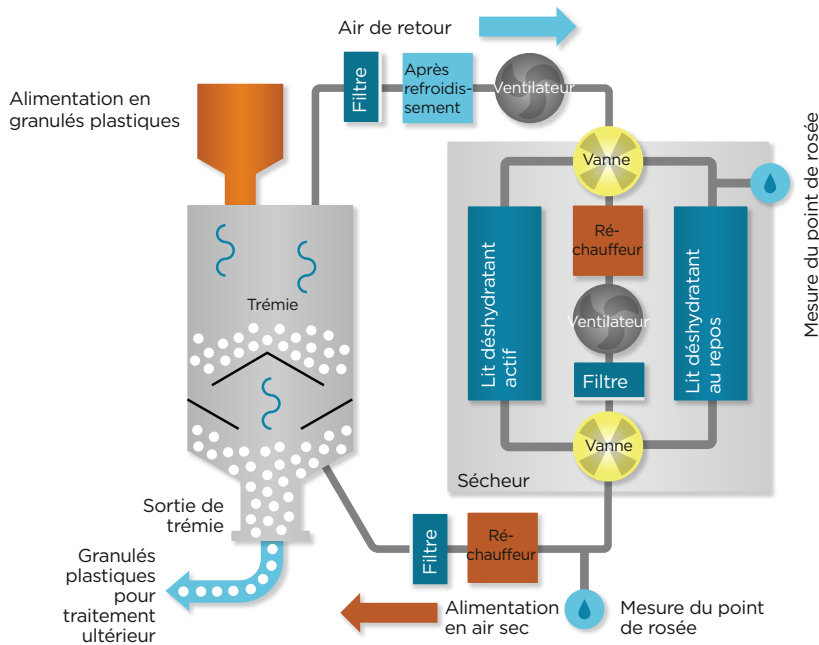 Air de retour
Alimentation en
granulés plastiques
Filtre
Après
refroidis-
sement
Ventilateur
Vanne
Mesure du point de rosée
Ré-
chauffeur
Trémie
Lit déshydratant
actif
Ventilateur
Lit déshydratant
au repos
Filtre
Vanne
Sécheur
Sortie de
trémie
Filtre
Ré-
chauffeur
Granulés
plastiques
pour
traitement
ultérieur
Alimentation
en air sec
Mesure du point
de rosée